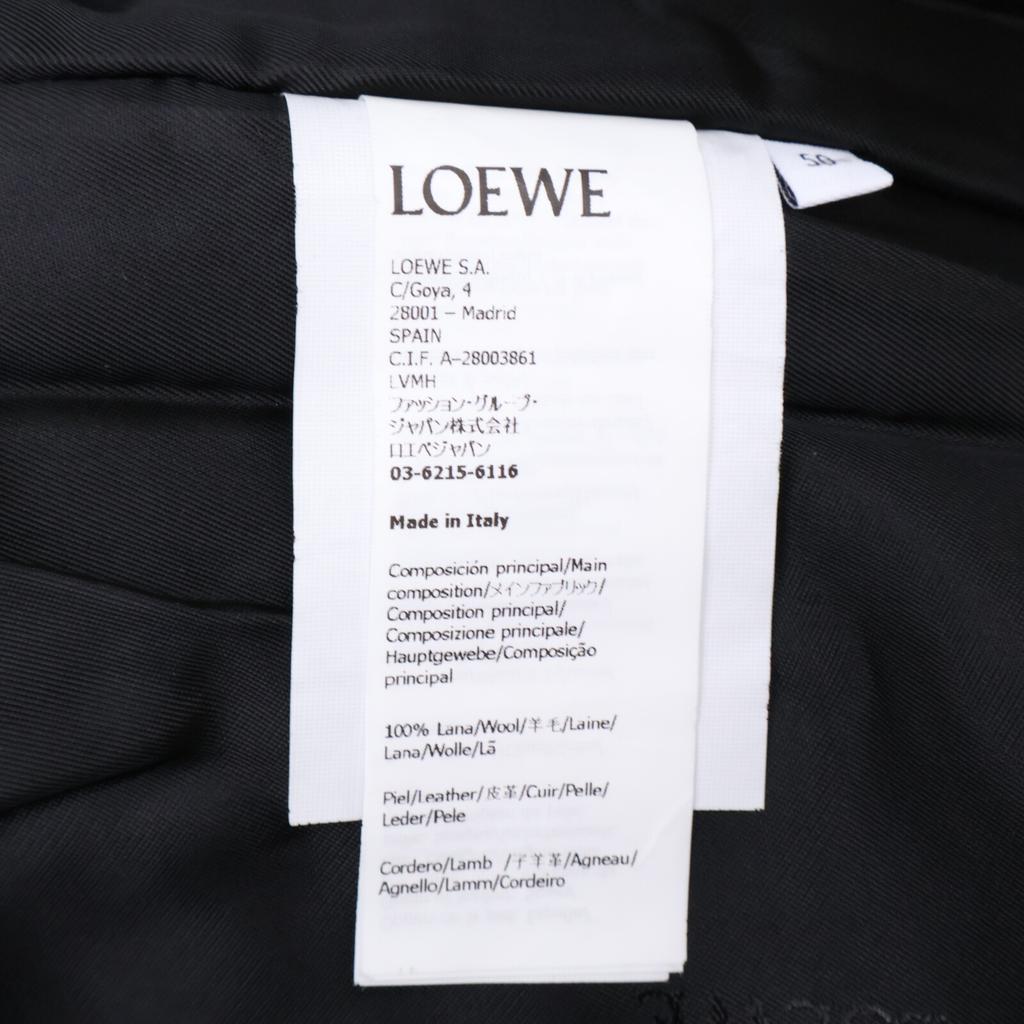 LOEWE
50
LOEWE S.A.
C/Goya, 4
28001 – Madrid
SPAIN
C.I.F. A–28003861
LVMH
ファッション・グループ・
ジャパン株式会社
ロエベジャパン
03-6215-6116
Made in Italy
Composición principal/Main
composition/メインファブリック/
Composition principal/
Composizione principale/
Hauptgewebe/Composição
principal
100% Lana/Wool/羊毛/Laine/
Lana/Wolle/Lã
Piel/Leather/皮革/Cuir/Pelle/
Leder/Pele
Cordero/Lamb /子羊革/Agneau/
Agnello/Lamm/Cordeiro